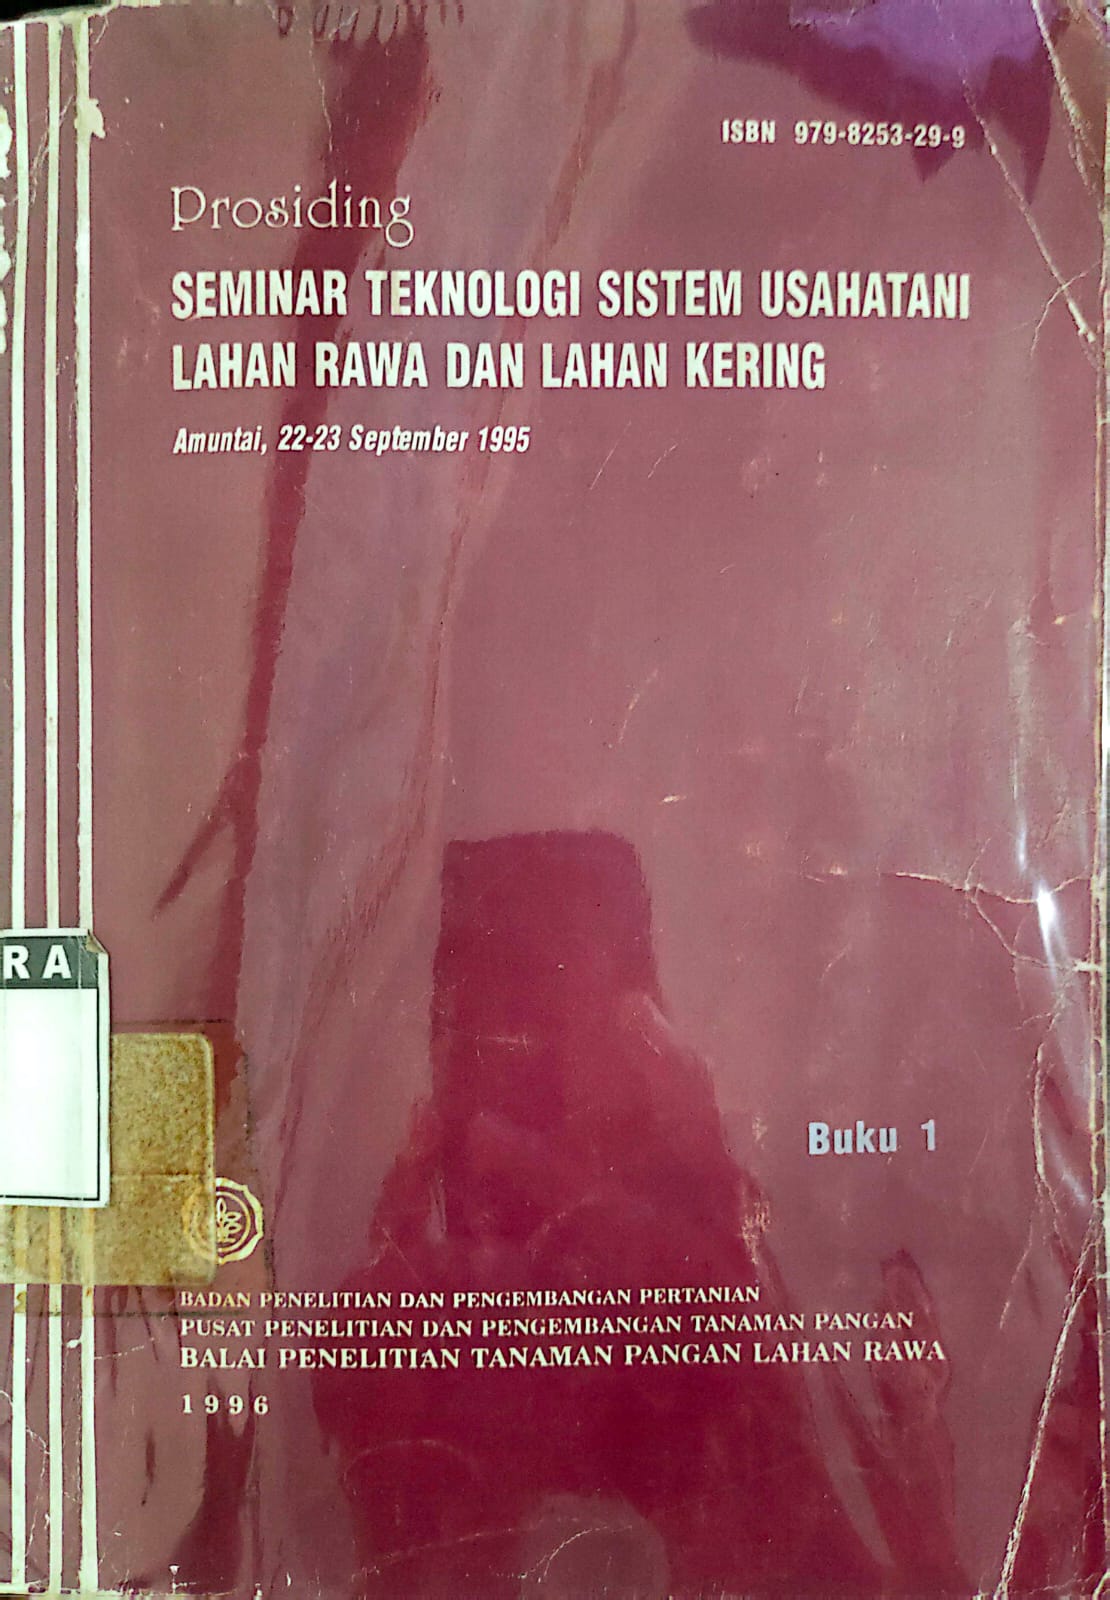 ISBN 979-8253-29-9
Prosiding
SEMINAR TEKNOLOGI SISTEM USAHATANI
LAHAN RAWA DAN LAHAN KERING
Amuntai, 22-23 September 1995
RA
Buku 1
BADAN PENELITIAN DAN PENGEMBANGAN PERTANIAN
PUSAT PENELITIAN DAN PENGEMBANGAN TANAMAN PANGAN
BALAI PENELITIAN TANAMAN PANGAN LAHAN RAWA
1996